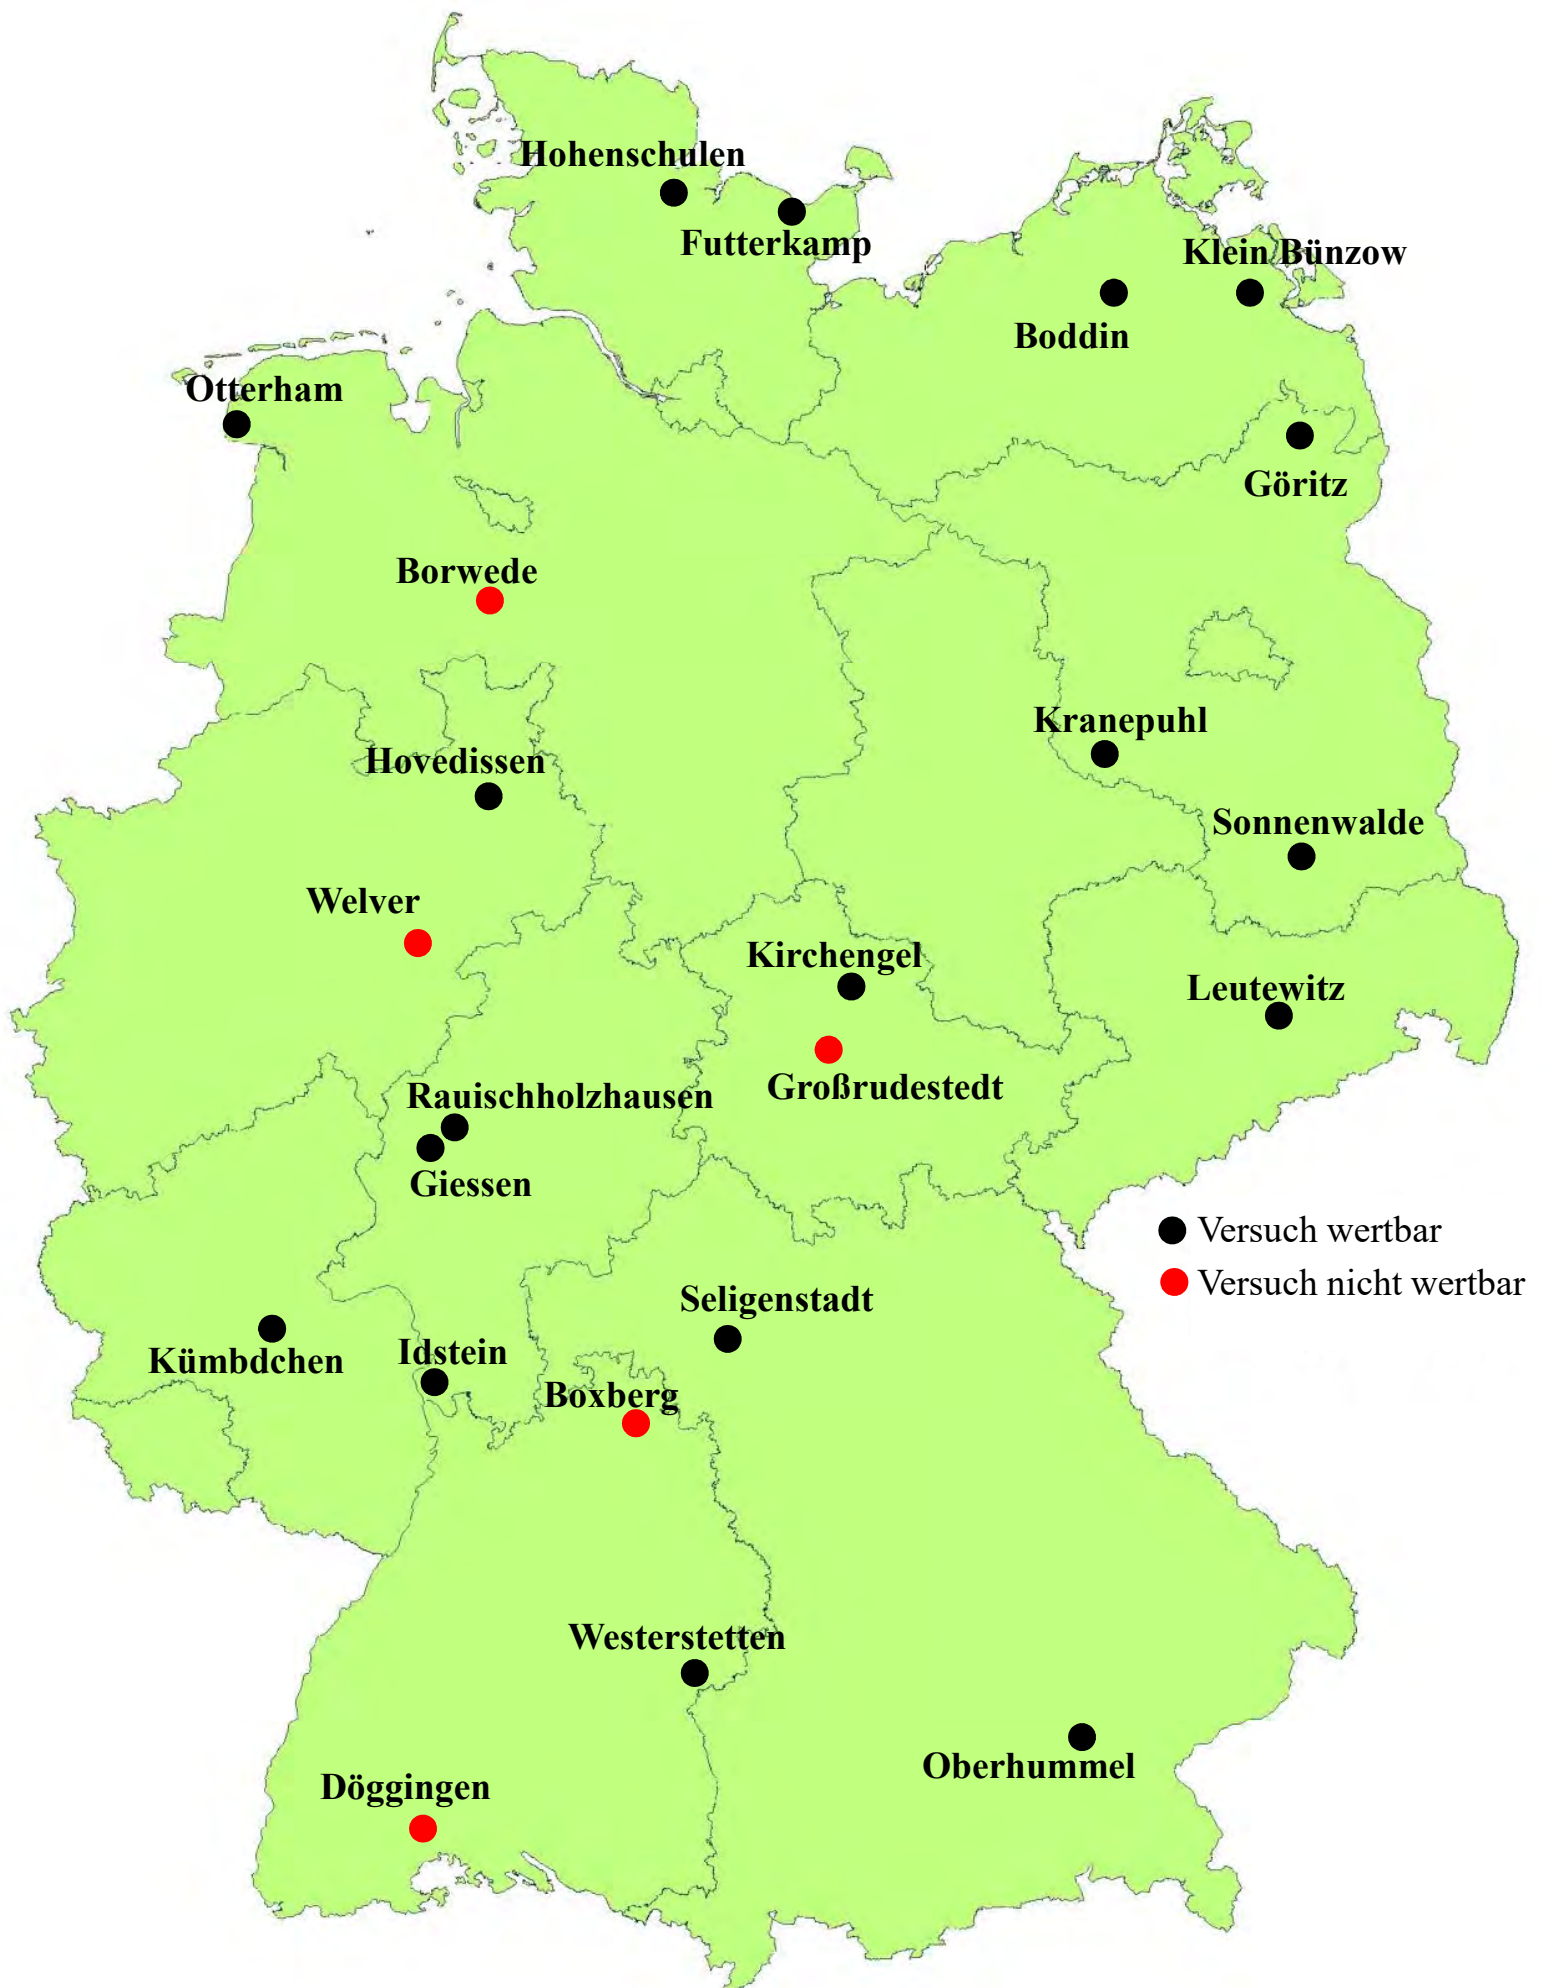 Hohenschulen
Futterkamp
Klein Bünzow
Boddin
Otterham
Göritz
Borwede
Kranepuhl
Hovedissen
Sonnenwalde
Welver
Kirchengel
Leutewitz
Großrudestedt
Rauischholzhausen
Giessen
Versuch wertbar
Versuch nicht wertbar
Seligenstadt
Idstein
Kümbdchen
Boxberg
Westerstetten
Oberhummel
Döggingen